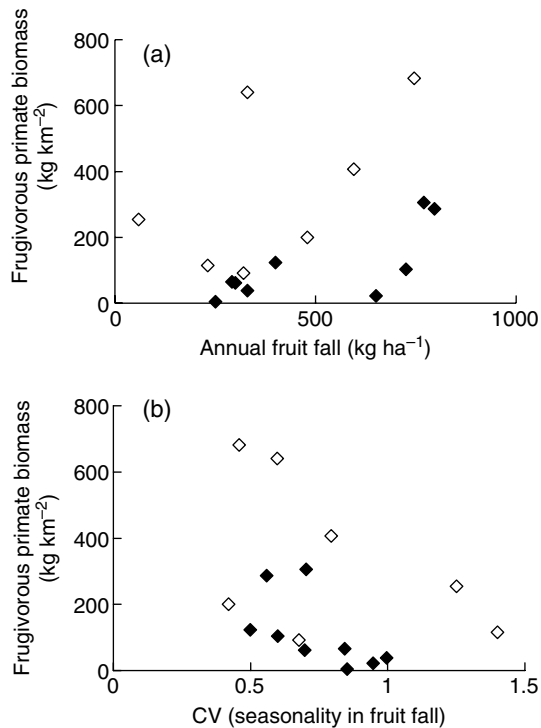 (a)
Frugivorous primate biomass
(kg km⁻²)
800
600
400
200
0
0 500 1000
Annual fruit fall (kg ha⁻¹)
(b)
Frugivorous primate biomass
(kg km⁻²)
800
600
400
200
0
0 0.5 1 1.5
CV (seasonality in fruit fall)